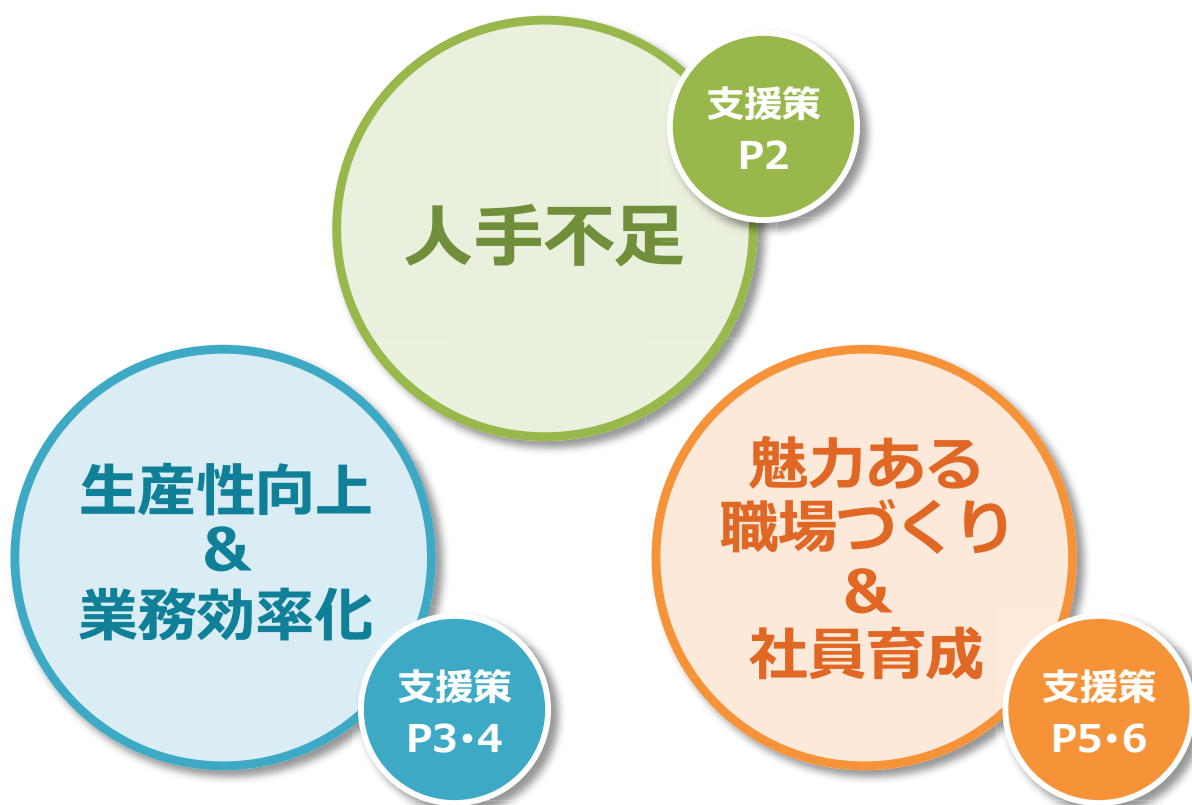 支援策
P2
人手不足
生産性向上
&
業務効率化
支援策
P3・4
魅力ある
職場づくり
&
社員育成
支援策
P5・6